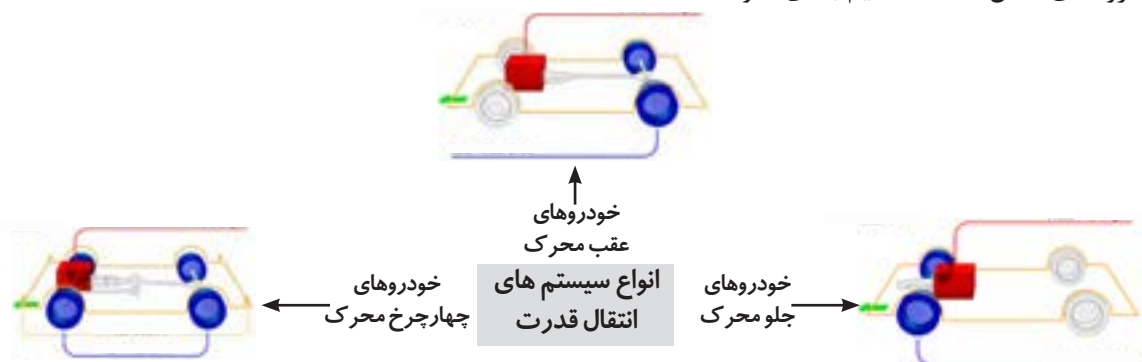 خودروهای
عقب محرک
انواع سیستم های
انتقال قدرت
خودروهای
جلو محرک
خودروهای
چهارچرخ محرک